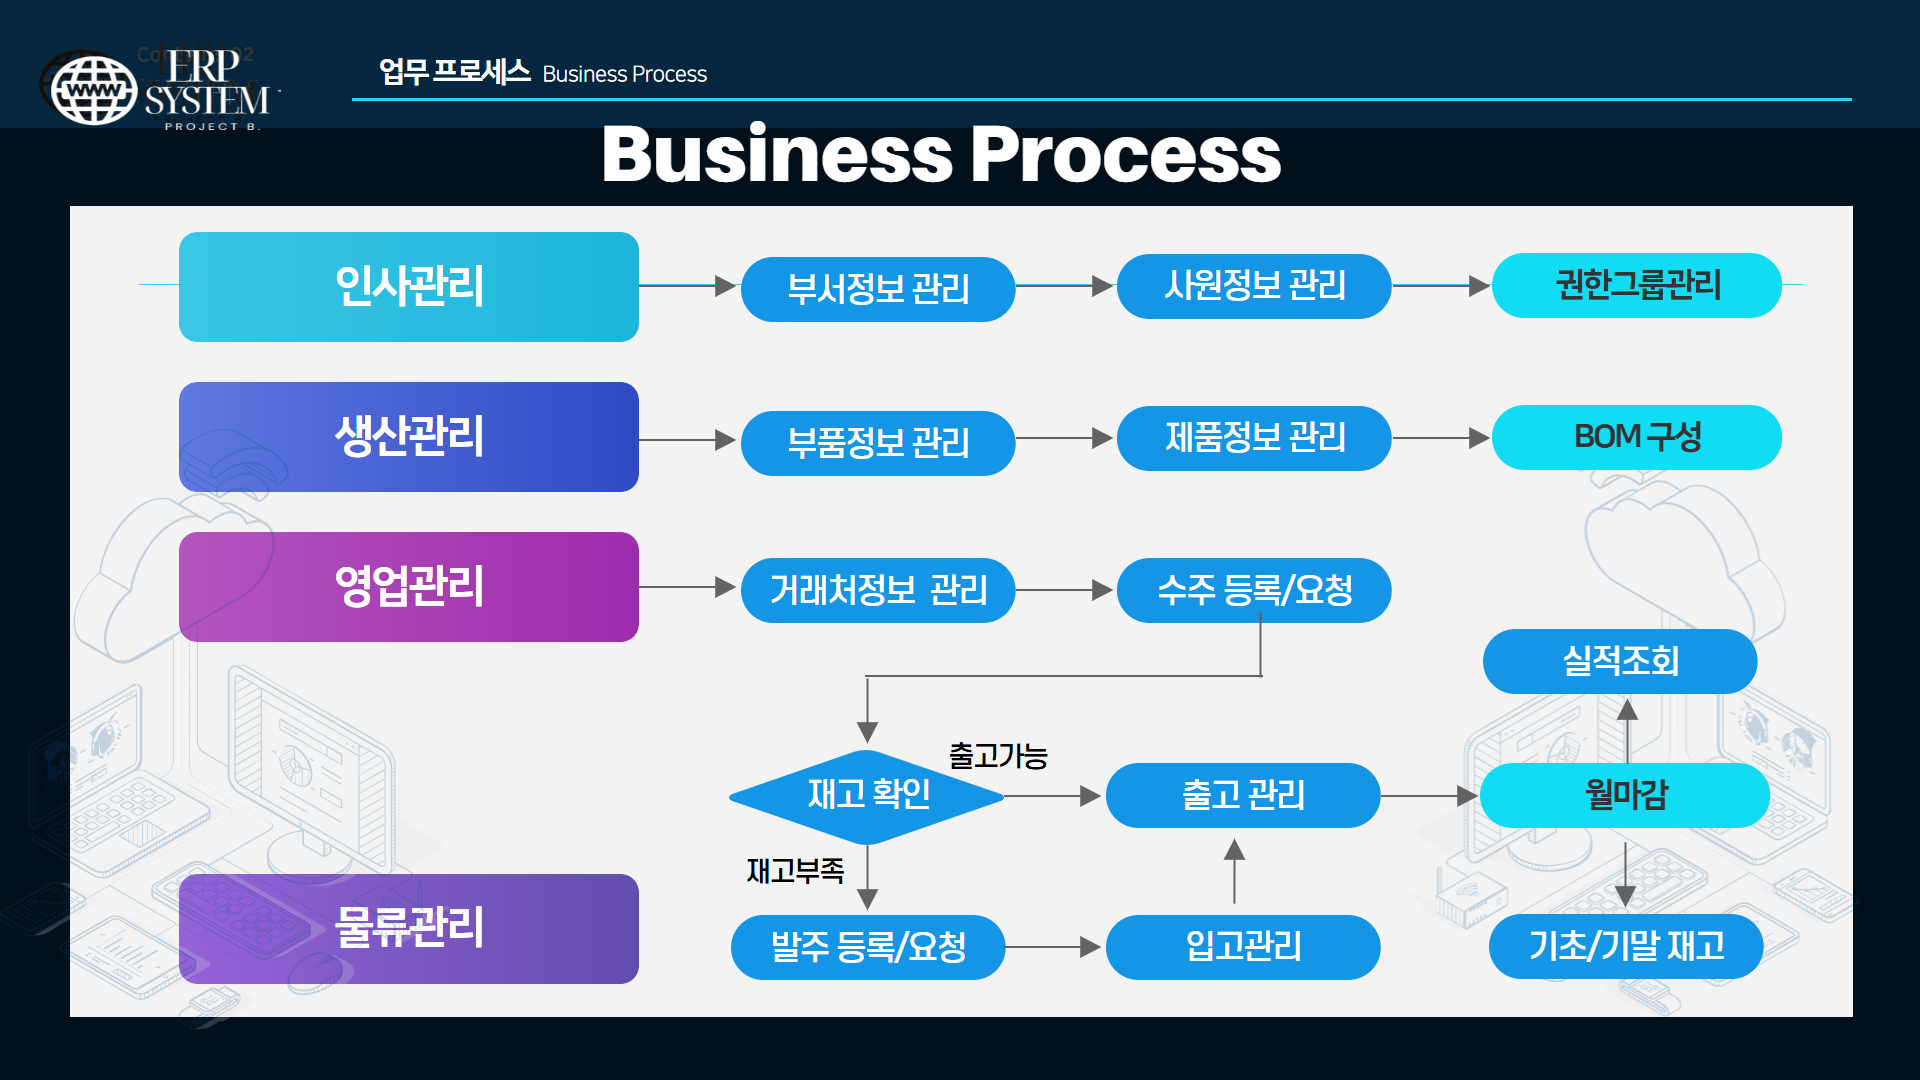 ERP
SYSTEM
PROJECT B.
www
업무 프로세스 Business Process
Business Process
인사관리
부서정보 관리
사원정보 관리
권한그룹관리
생산관리
부품정보 관리
제품정보 관리
BOM 구성
영업관리
거래처정보 관리
수주 등록/요청
실적조회
출고가능
재고 확인
출고 관리
월마감
재고부족
물류관리
발주 등록/요청
입고관리
기초/기말 재고